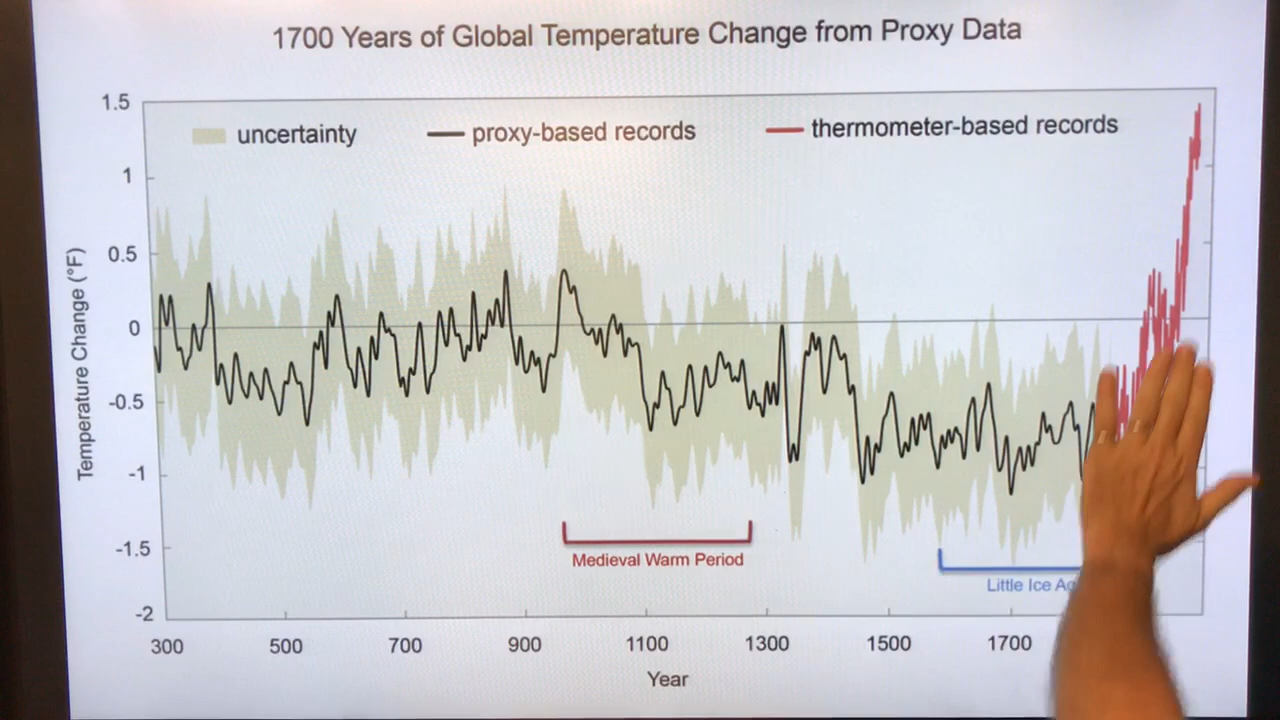 1700 Years of Global Temperature Change from Proxy Data
uncertainty
proxy-based records
thermometer-based records
1.5
1
0.5
0
-0.5
-1
-1.5
-2
Temperature Change (°F)
Medieval Warm Period
Little Ice
300 500 700 900 1100 1300 1500 1700
Year